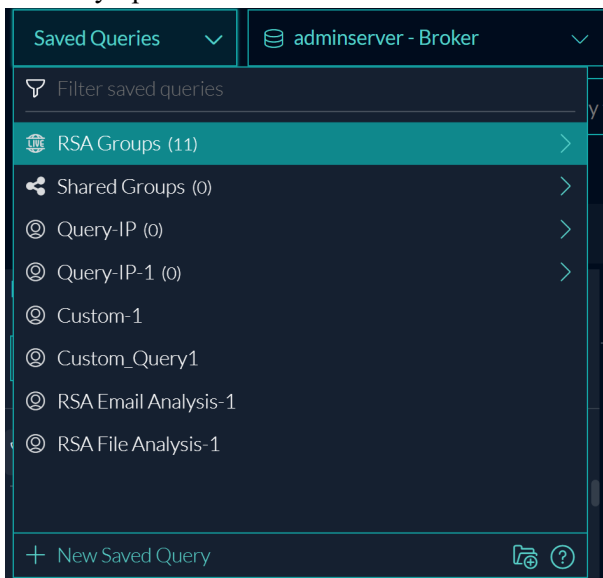 Saved Queries
adminserver - Broker
Filter saved queries
LIVE RSA Groups (11)
Shared Groups (0)
Query-IP (0)
Query-IP-1 (0)
Custom-1
Custom_Query1
RSA Email Analysis-1
RSA File Analysis-1
+ New Saved Query
?